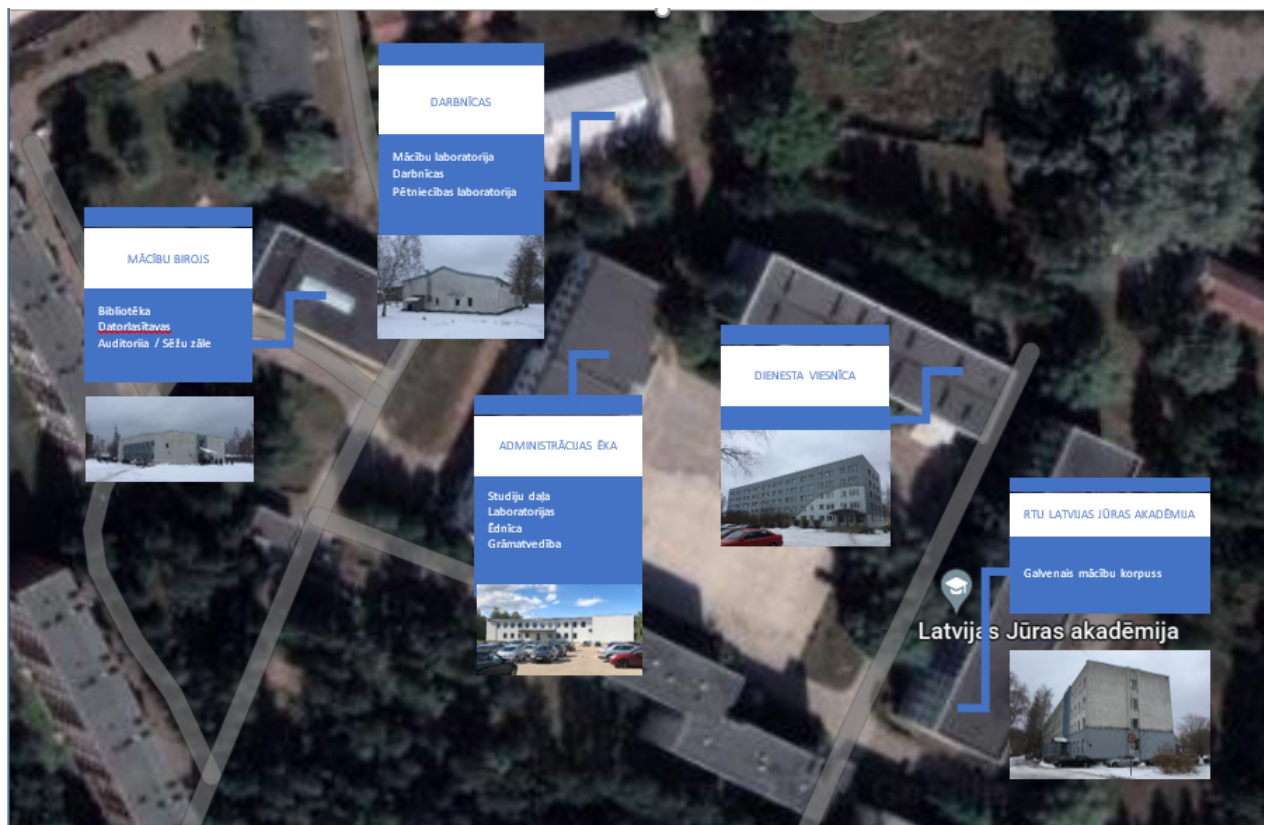 DARBNĪCAS
Mācību laboratorija
Darbnīcas
Pētniecības laboratorija
MĀCĪBU BIROJS
Bibliotēka
Datorlasītavas
Auditorija / Sēžu zāle
ADMINISTRĀCIJAS ĒKA
Studiju daļa
Laboratorijas
Ēdnīca
Grāmatvedība
DIENESTA VIESNĪCA
RTU LATVIJAS JŪRAS AKADĒMIJA
Galvenais mācību korpuss
Latvijas Jūras akadēmija